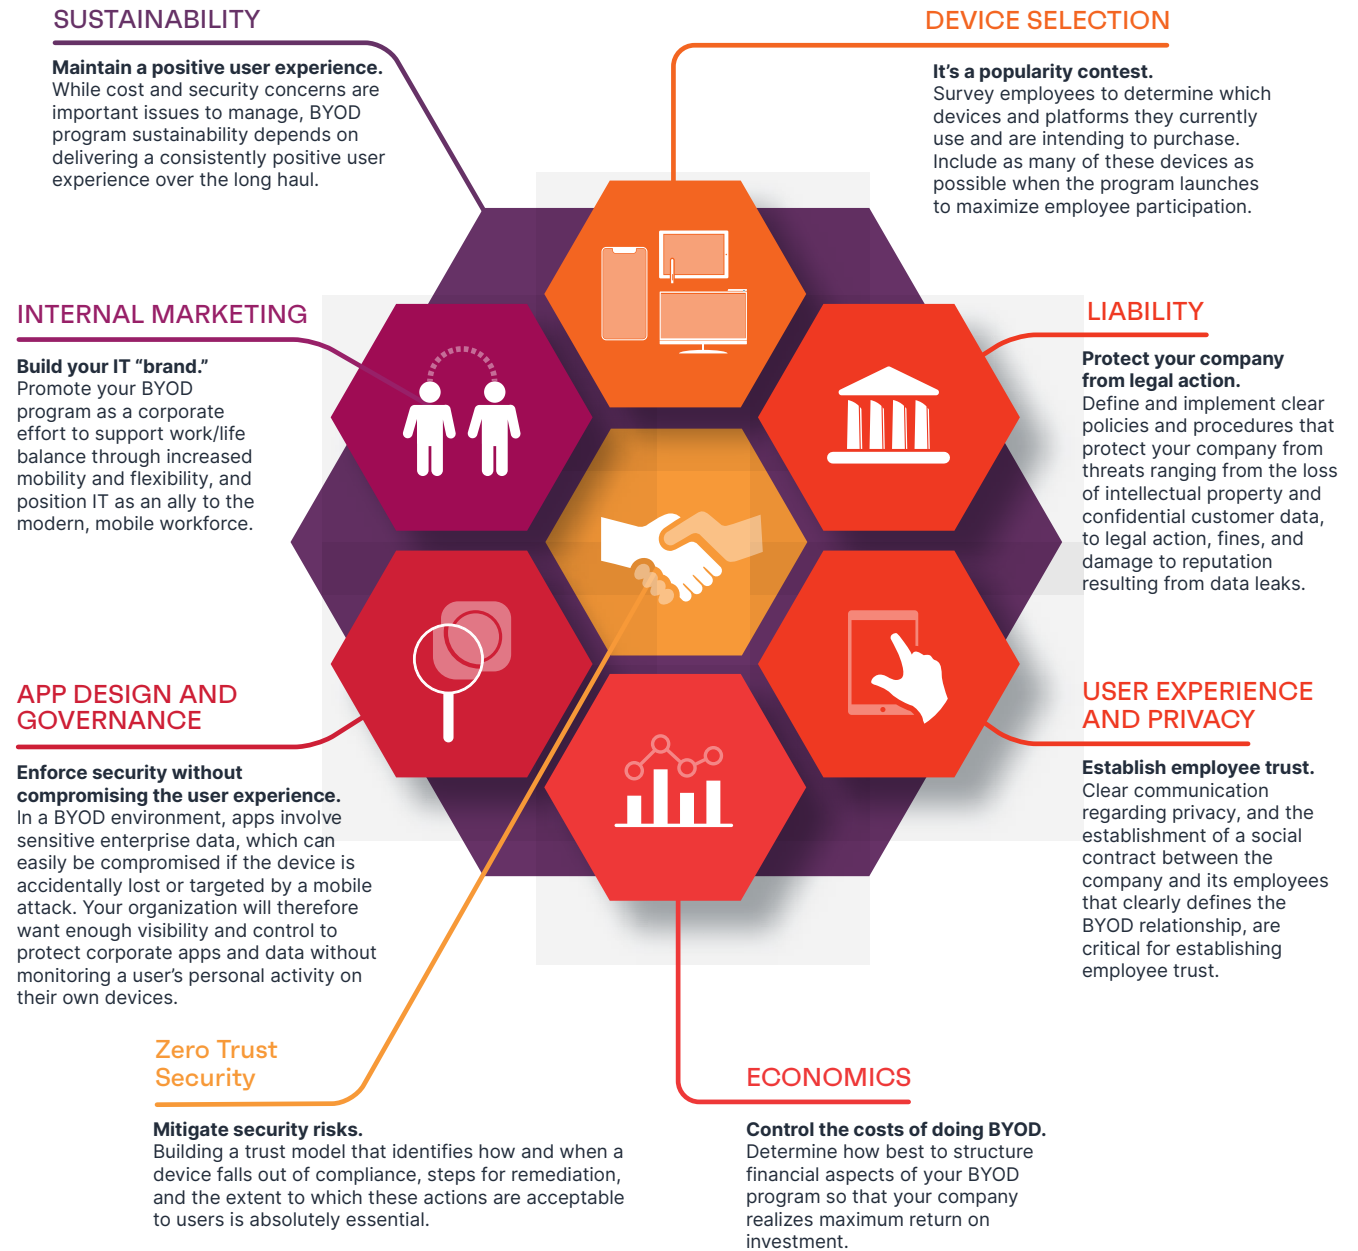 SUSTAINABILITY
Maintain a positive user experience.
While cost and security concerns are
important issues to manage, BYOD
program sustainability depends on
delivering a consistently positive user
experience over the long haul.
DEVICE SELECTION
It’s a popularity contest.
Survey employees to determine which
devices and platforms they currently
use and are intending to purchase.
Include as many of these devices as
possible when the program launches
to maximize employee participation.
INTERNAL MARKETING
Build your IT “brand.”
Promote your BYOD
program as a corporate
effort to support work/life
balance through increased
mobility and flexibility, and
position IT as an ally to the
modern, mobile workforce.
LIABILITY
Protect your company
from legal action.
Define and implement clear
policies and procedures that
protect your company from
threats ranging from the loss
of intellectual property and
confidential customer data,
to legal action, fines, and
damage to reputation
resulting from data leaks.
APP DESIGN AND
GOVERNANCE
Enforce security without
compromising the user experience.
In a BYOD environment, apps involve
sensitive enterprise data, which can
easily be compromised if the device is
accidentally lost or targeted by a mobile
attack. Your organization will therefore
want enough visibility and control to
protect corporate apps and data without
monitoring a user’s personal activity on
their own devices.
USER EXPERIENCE
AND PRIVACY
Establish employee trust.
Clear communication
regarding privacy, and the
establishment of a social
contract between the
company and its employees
that clearly defines the
BYOD relationship, are
critical for establishing
employee trust.
Zero Trust
Security
Mitigate security risks.
Building a trust model that identifies how and when a
device falls out of compliance, steps for remediation,
and the extent to which these actions are acceptable
to users is absolutely essential.
ECONOMICS
Control the costs of doing BYOD.
Determine how best to structure
financial aspects of your BYOD
program so that your company
realizes maximum return on
investment.